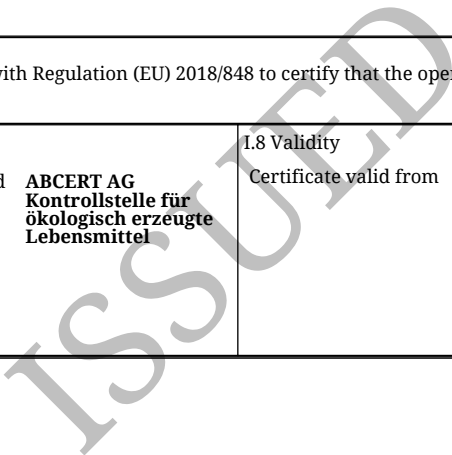 with Regulation (EU) 2018/848 to certify that the oper
I.8 Validity
d ABCERT AG
Kontrollstelle für
ökologisch erzeugte
Lebensmittel
Certificate valid from
ISSUED